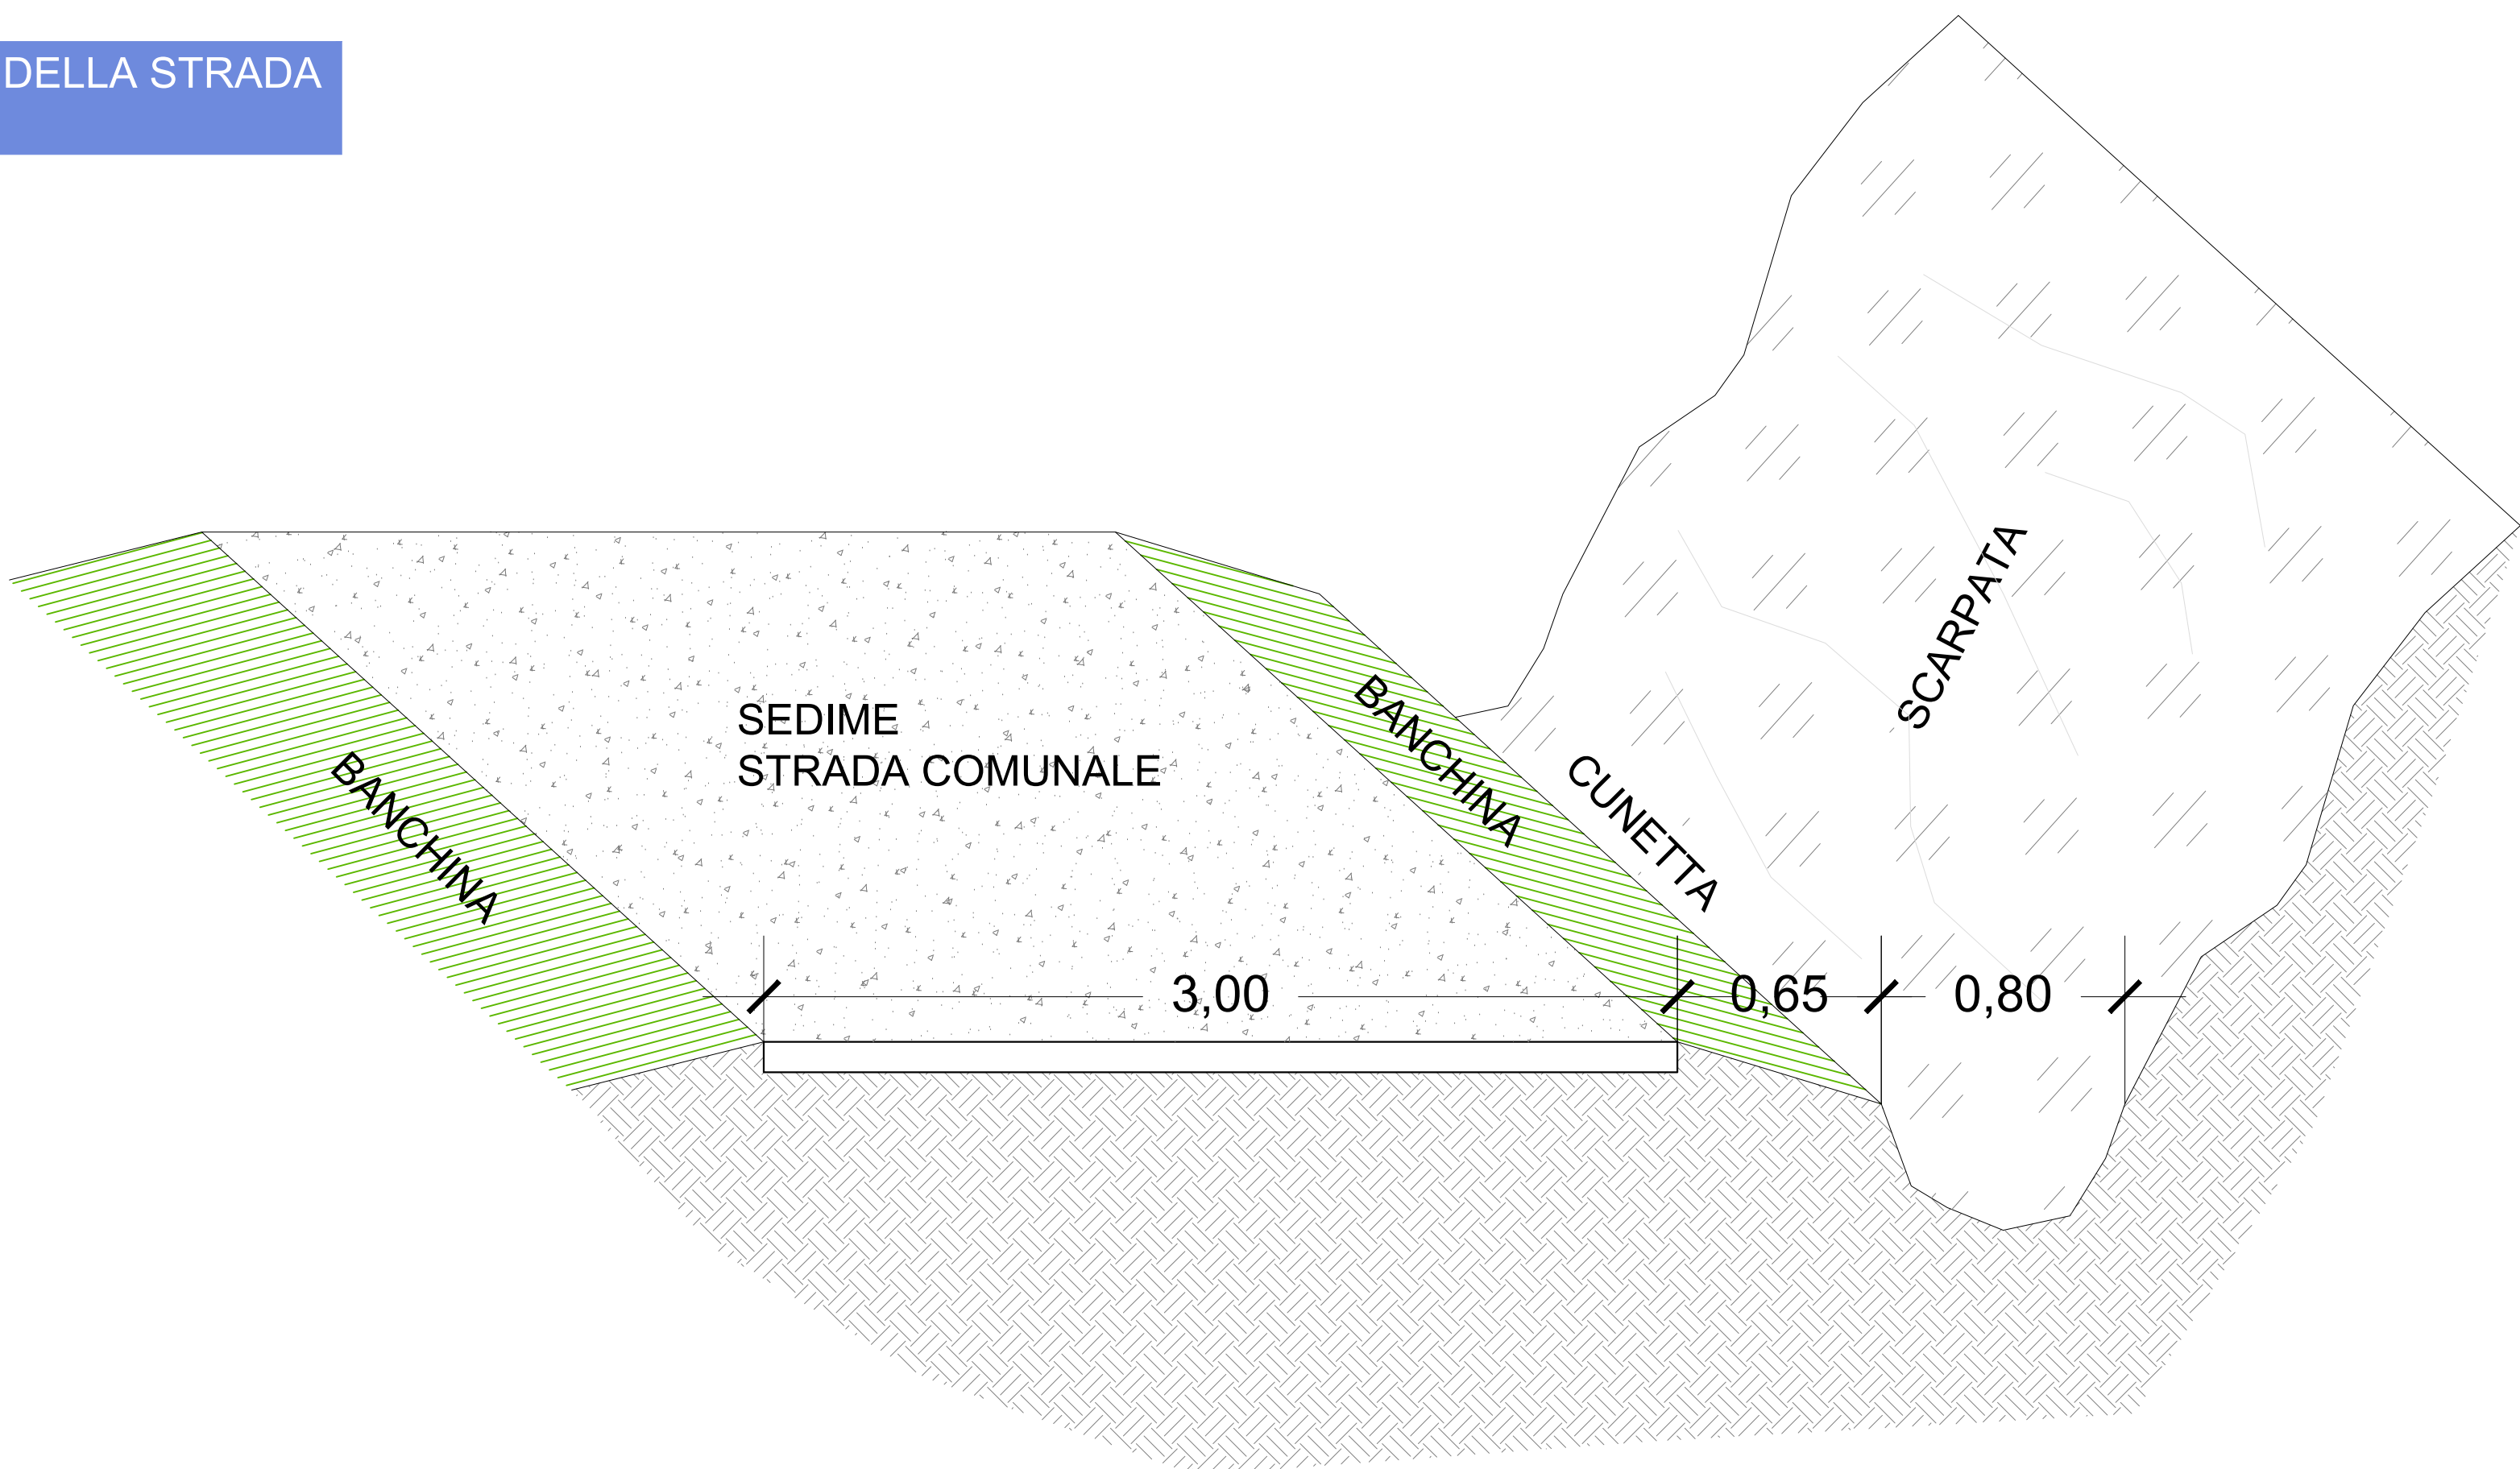 DELLA STRADA
SCARPATA
SEDIME
STRADA COMUNALE
BANCHINA
BANCHINA
CUNETTA
3,00
0,65
0,80